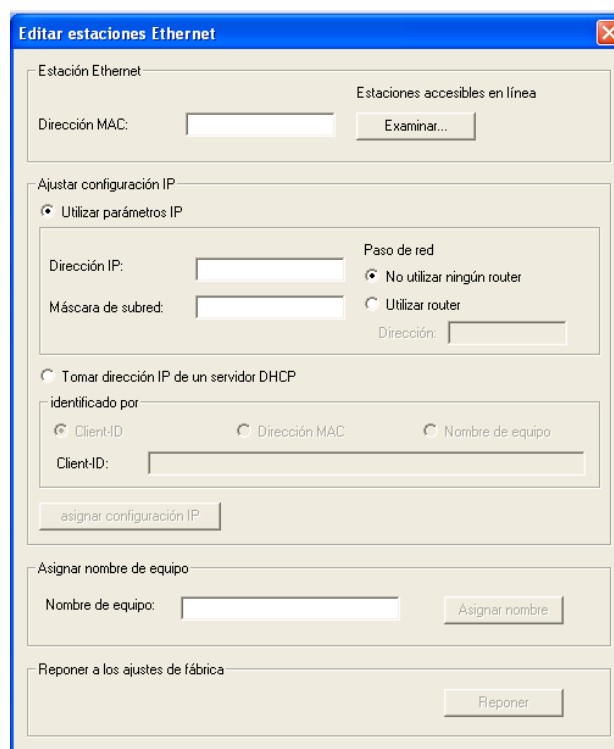 Editar estaciones Ethernet
Estación Ethernet
Estaciones accesibles en línea
Dirección MAC:
Examinar...
Ajustar configuración IP
Utilizar parámetros IP
Paso de red
Dirección IP:
No utilizar ningún router
Máscara de subred:
Utilizar router
Dirección:
Tomar dirección IP de un servidor DHCP
identificado por
Client-ID
Dirección MAC
Nombre de equipo
Client-ID:
asignar configuración IP
Asignar nombre de equipo
Nombre de equipo:
Asignar nombre
Reponer a los ajustes de fábrica
Reponer